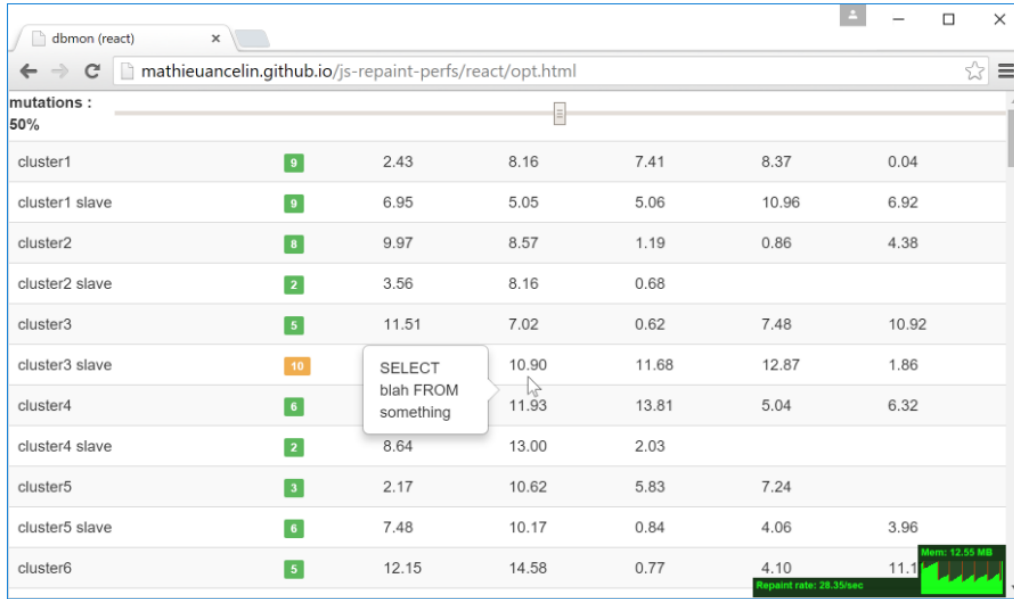 dbmon (react)
mathieuancelin.github.io/js-repaint-perfs/react/opt.html
mutations :
50%
cluster1 9 2.43 8.16 7.41 8.37 0.04
cluster1 slave 9 6.95 5.05 5.06 10.96 6.92
cluster2 8 9.97 8.57 1.19 0.86 4.38
cluster2 slave 2 3.56 8.16 0.68
cluster3 5 11.51 7.02 0.62 7.48 10.92
cluster3 slave 10 10.90 11.68 12.87 1.86
SELECT
blah FROM
something
cluster4 6 11.93 13.81 5.04 6.32
cluster4 slave 2 8.64 13.00 2.03
cluster5 3 2.17 10.62 5.83 7.24
cluster5 slave 6 7.48 10.17 0.84 4.06 3.96
cluster6 5 12.15 14.58 0.77 4.10 11.1
Mem: 12.55 MB
Repaint rate: 28.35/sec